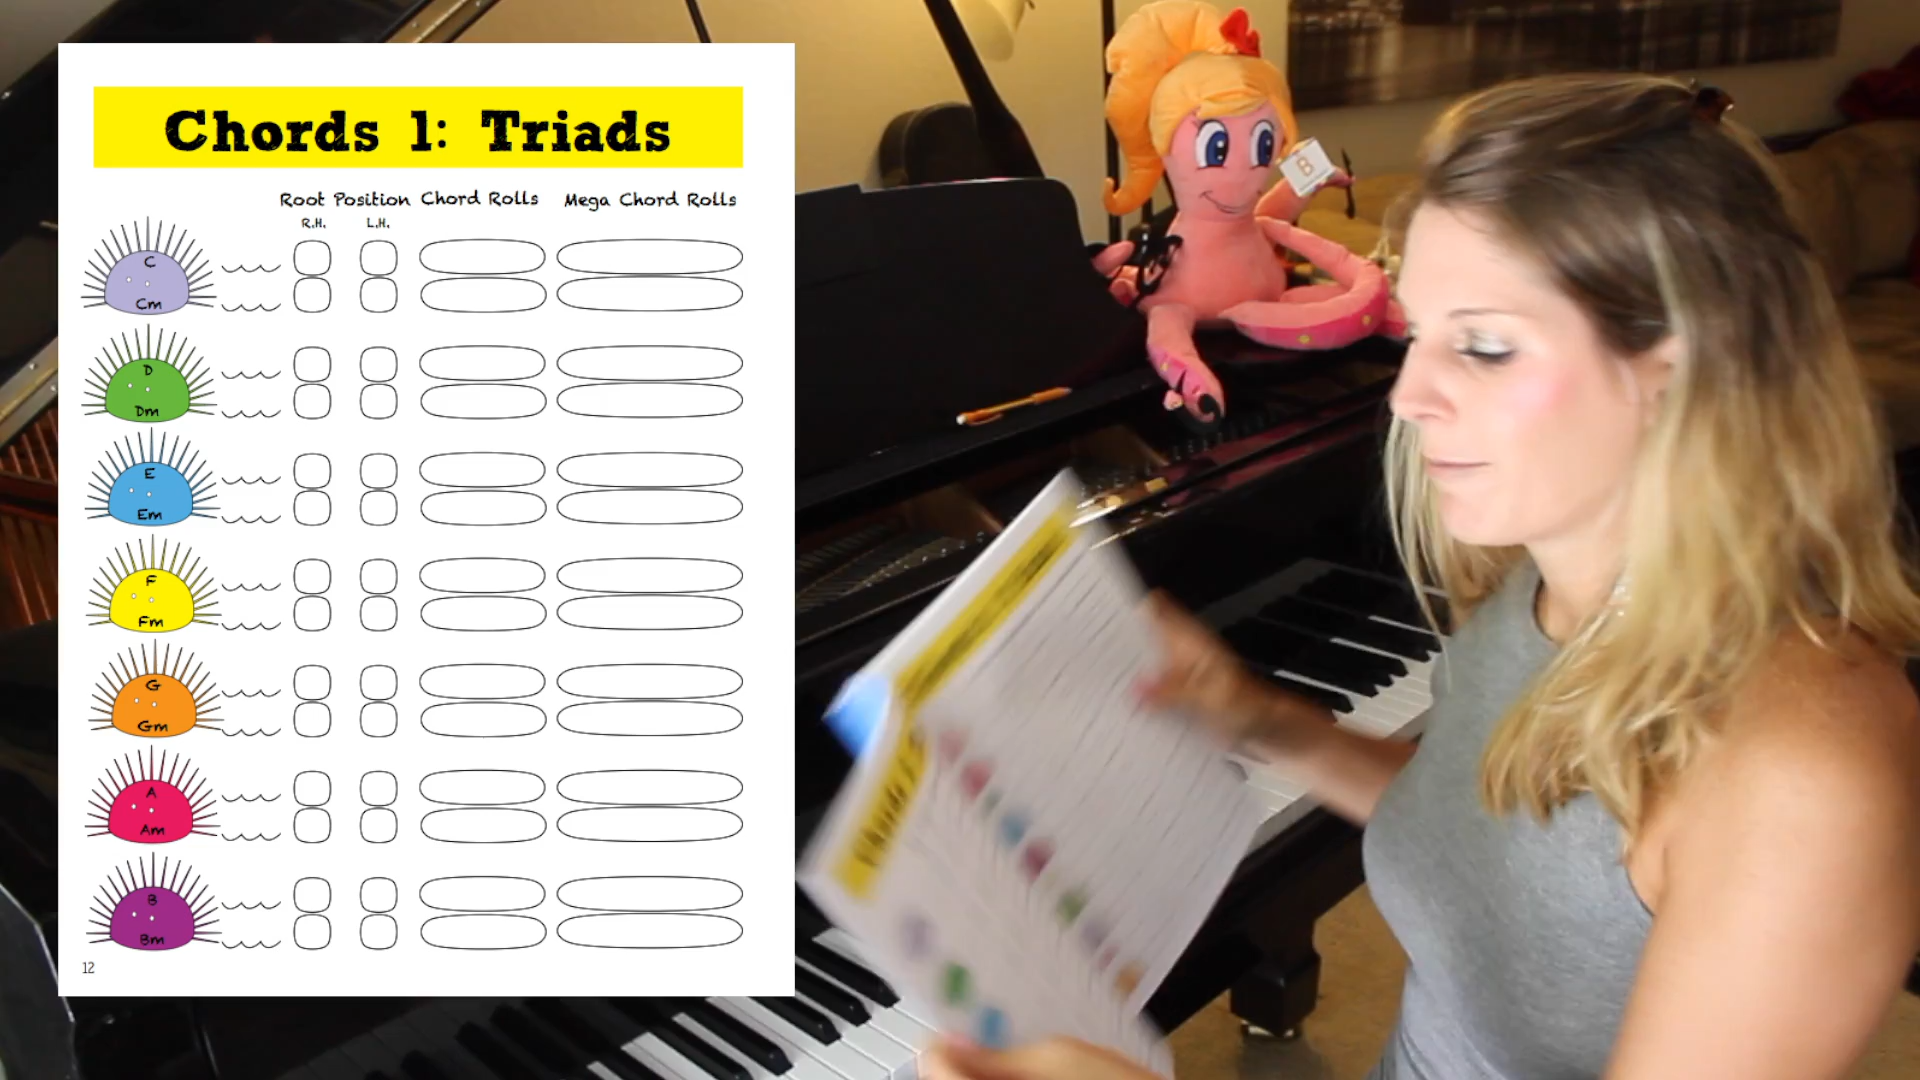 Chords 1: Triads
Root Position Chord Rolls Mega Chord Rolls
R.H. L.H.
C
Cm
D
Dm
E
Em
F
Fm
G
Gm
A
Am
B
Bm
12
B